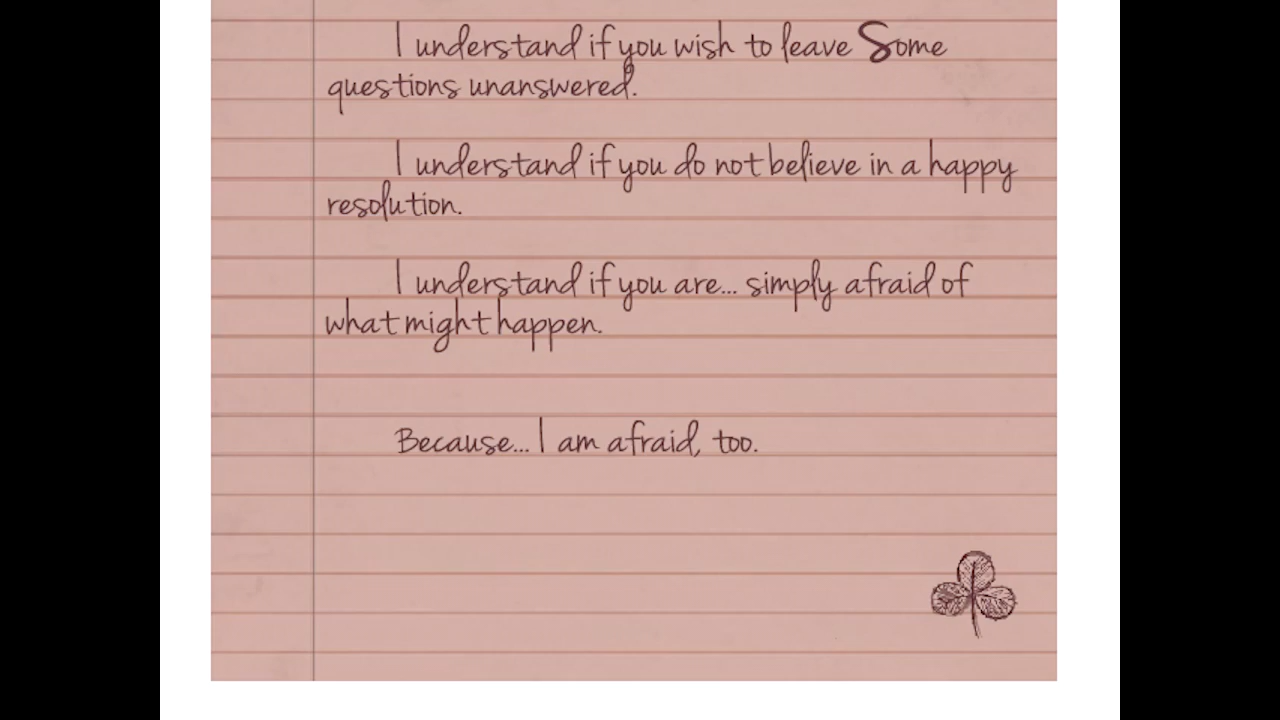 I understand if you wish to leave Some
questions unanswered.
I understand if you do not believe in a happy
resolution.
I understand if you are... simply afraid of
what might happen.
Because... I am afraid, too.